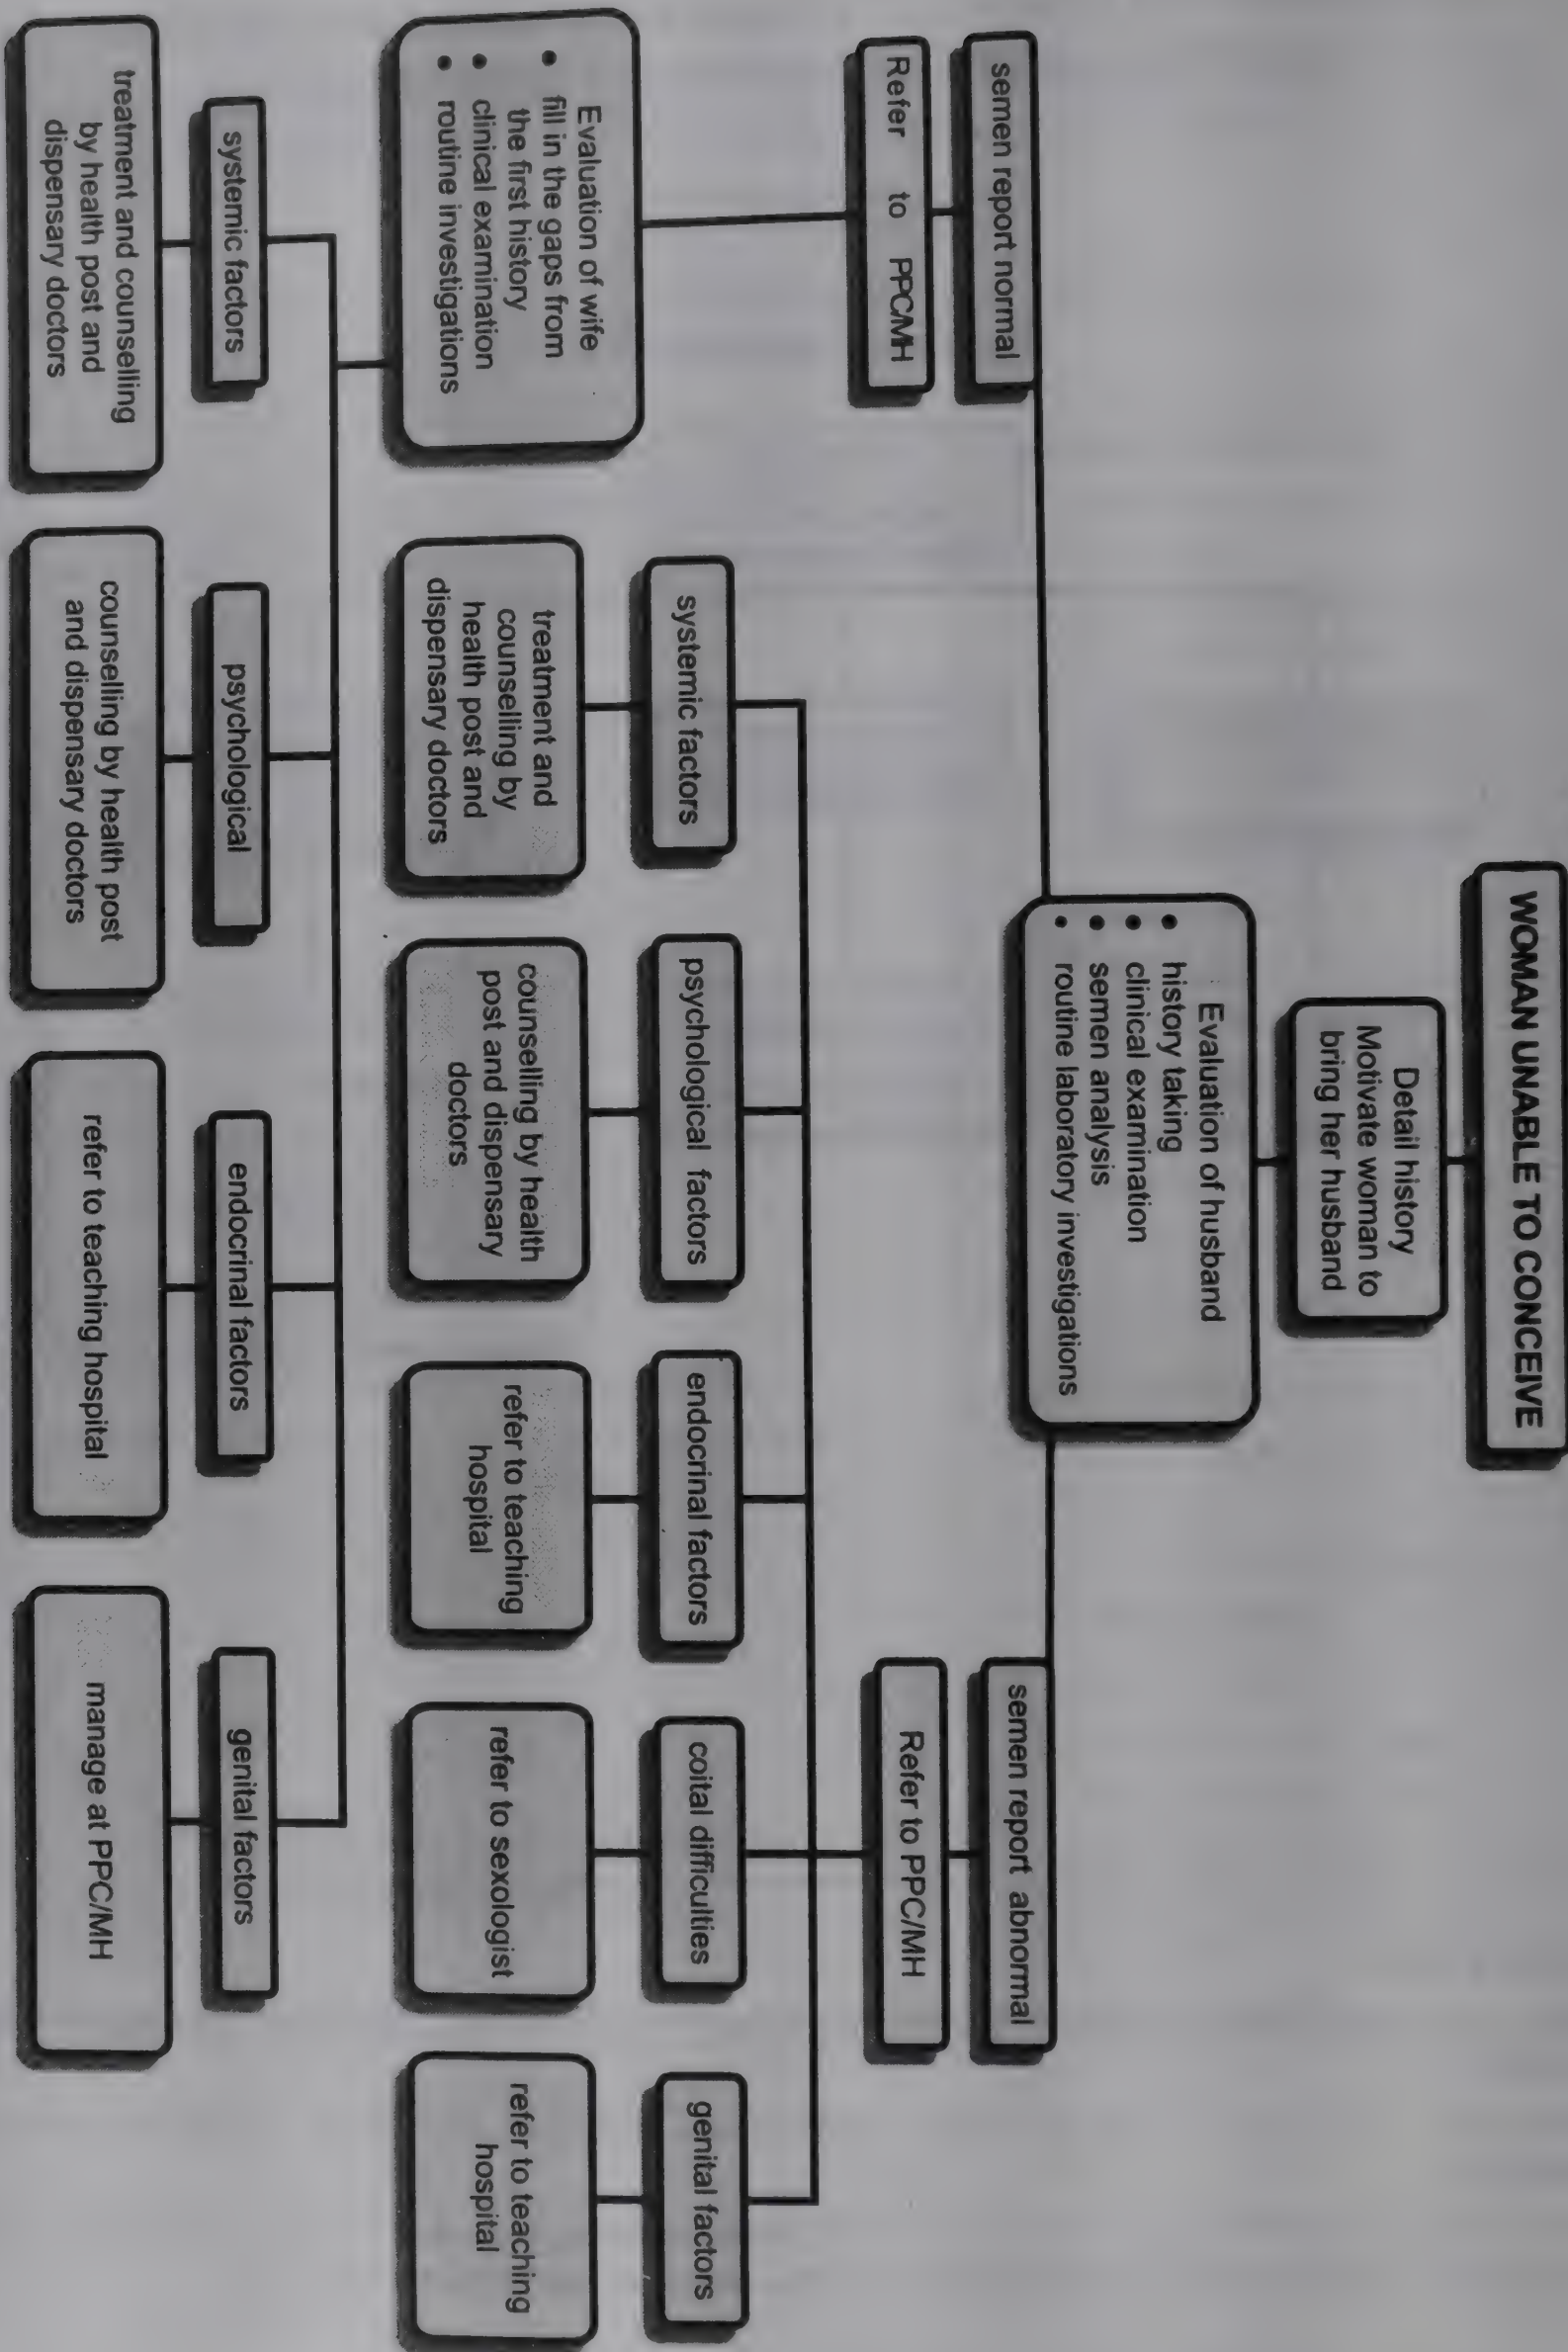 WOMAN UNABLE TO CONCEIVE
Detail history
Motivate woman to
bring her husband
Evaluation of husband
• history taking
• clinical examination
• semen analysis
• routine laboratory investigations
semen report normal
Refer to PPC/MH
semen report abnormal
Refer to PPC/MH
systemic factors
treatment and
counselling by
health post and
dispensary doctors
psychological factors
counselling by health
post and dispensary
doctors
endocrinal factors
refer to teaching
hospital
coital difficulties
refer to sexologist
genital factors
refer to teaching
hospital
Evaluation of wife
• fill in the gaps from
the first history
• clinical examination
• routine investigations
systemic factors
treatment and counselling
by health post and
dispensary doctors
psychological
counselling by health post
and dispensary doctors
endocrinal factors
refer to teaching hospital
genital factors
manage at PPC/MH